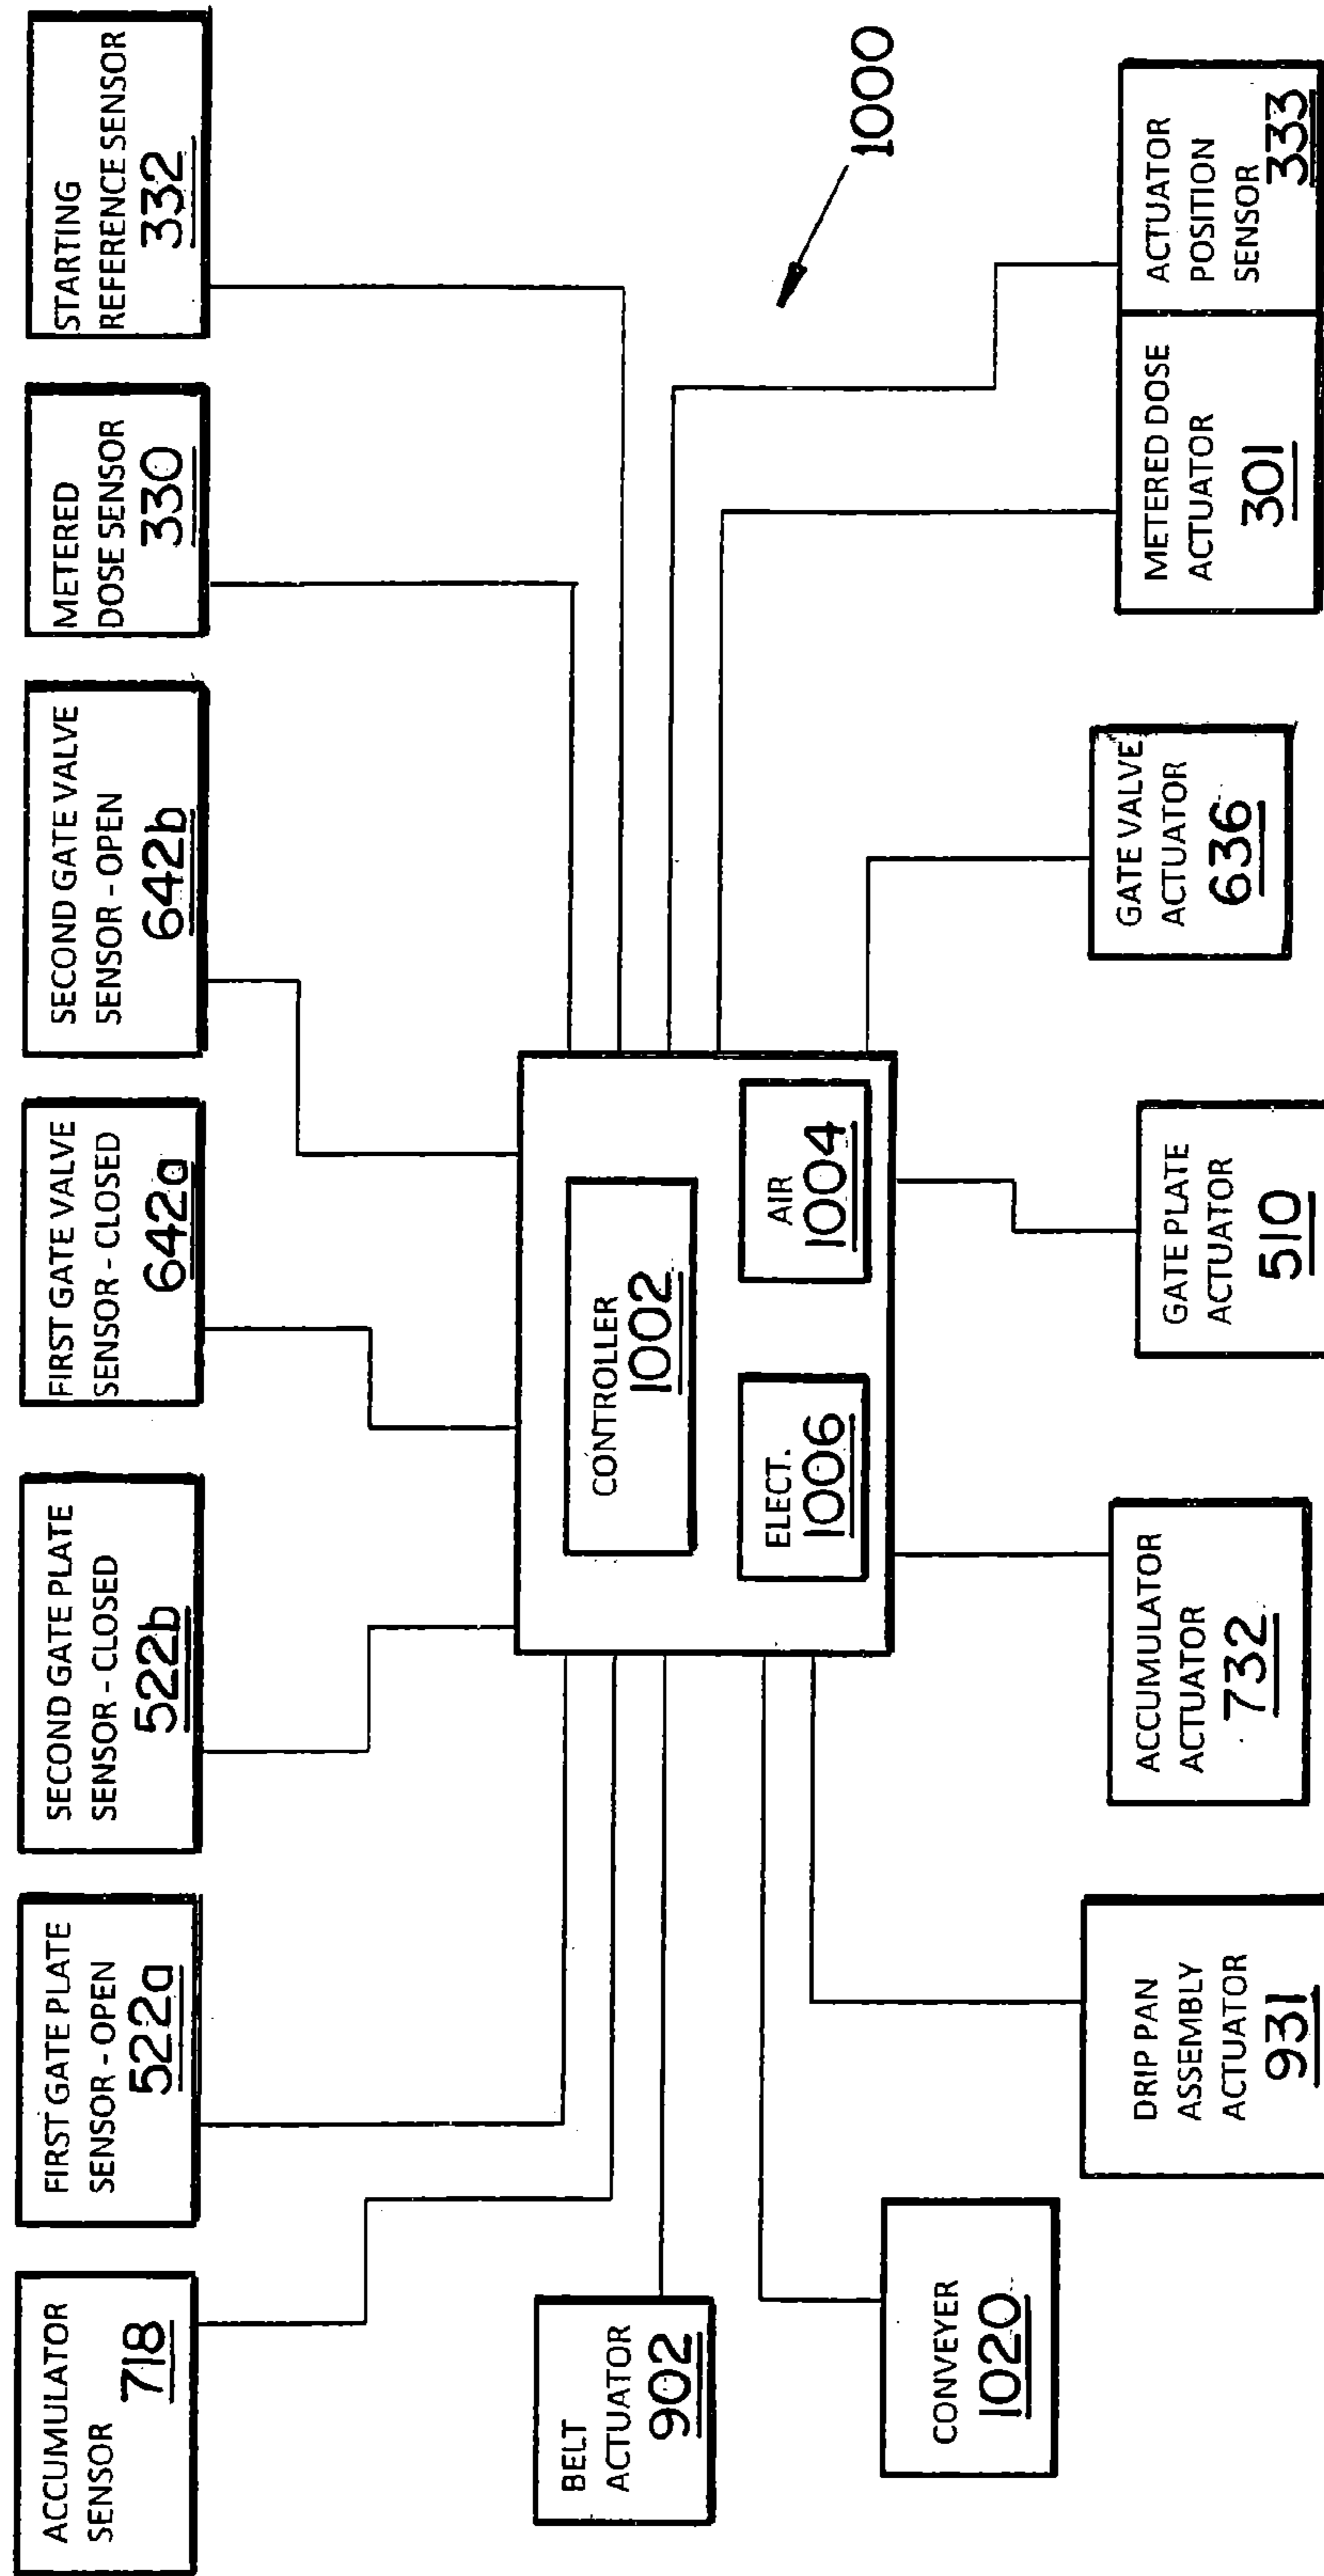 ACCUMULATOR
SENSOR
718
FIRST GATE PLATE
SENSOR - OPEN
522a
SECOND GATE PLATE
SENSOR - CLOSED
522b
FIRST GATE VALVE
SENSOR - CLOSED
642a
SECOND GATE VALVE
SENSOR - OPEN
642b
METERED
DOSE SENSOR
330
STARTING
REFERENCE SENSOR
332
BELT
ACTUATOR
902
CONTROLLER
1002
ELECT.
1006
AIR
1004
1000
CONVEYER
1020
DRIP PAN
ASSEMBLY
ACTUATOR
931
ACCUMULATOR
ACTUATOR
732
GATE PLATE
ACTUATOR
510
GATE VALVE
ACTUATOR
636
METERED DOSE
ACTUATOR
301
ACTUATOR
POSITION
SENSOR
333